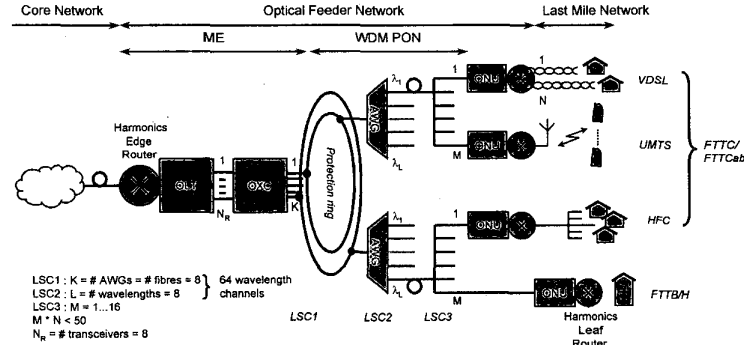 Core Network
Optical Feeder Network
Last Mile Network
ME
WDM PON
Harmonics
Edge
Router
OLT
1
N_R
OXC
1
K
Protection ring
AWG
λ₁
λ_L
1
M
ONU
1
N
VDSL
ONU
UMTS
FTTC/
FTTCab
AWG
λ₁
λ_L
1
M
ONU
HFC
ONU
FTTB/H
Harmonics
Leaf
Router
LSC1
LSC2
LSC3
LSC1 : K = # AWGs = # fibres = 8
LSC2 : L = # wavelengths = 8
64 wavelength
channels
LSC3 : M = 1...16
M * N < 50
N_R = # transceivers = 8